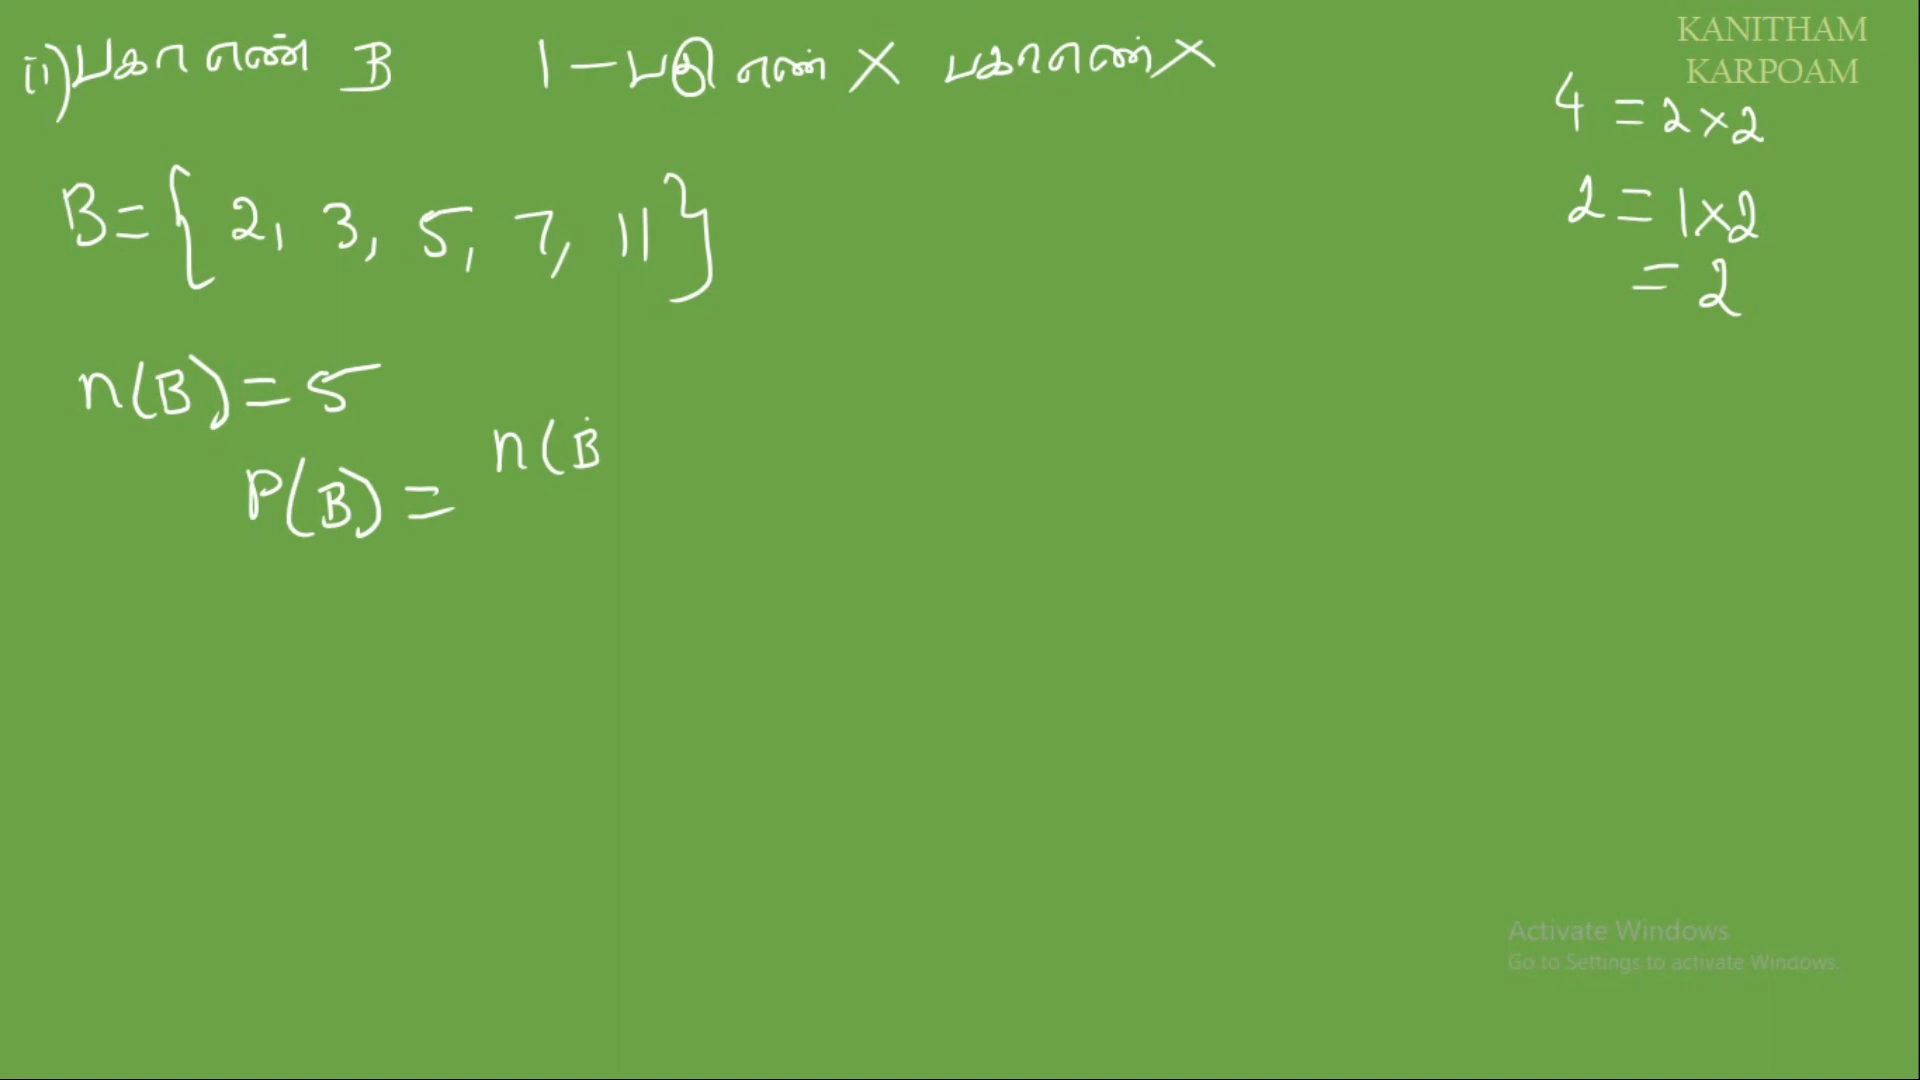 ii) பகா எண் B 1 - பகு எண் X பகாஎண் X
KANITHAM
KARPOAM
4 = 2 x 2
B = { 2, 3, 5, 7, 11 }
2 = 1 x 2
= 2
n(B) = 5
P(B) = n(B
Activate Windows
Go to Settings to activate Windows.